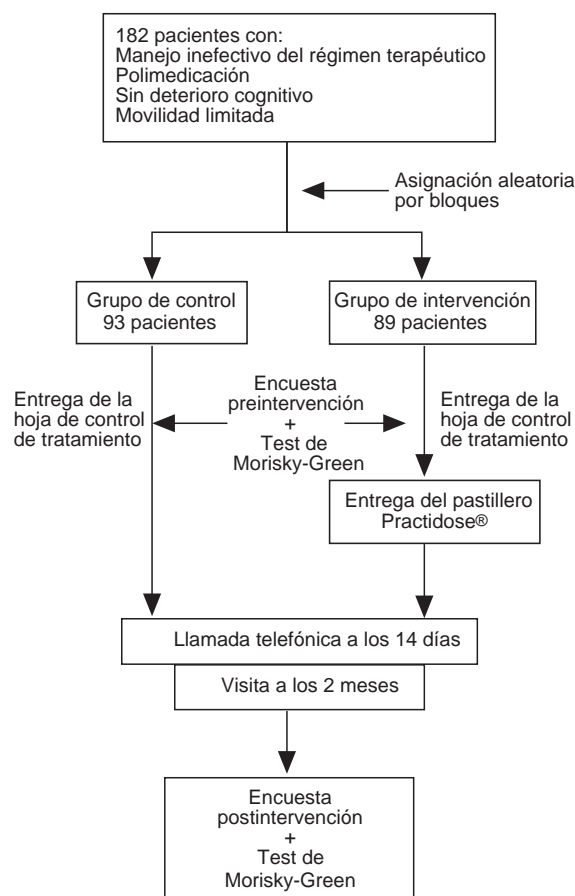 182 pacientes con:
Manejo inefectivo del régimen terapéutico
Polimedicación
Sin deterioro cognitivo
Movilidad limitada
Asignación aleatoria
por bloques
Grupo de control
93 pacientes
Grupo de intervención
89 pacientes
Entrega de la
hoja de control
de tratamiento
Encuesta
preintervención
+
Test de
Morisky-Green
Entrega de la
hoja de control
de tratamiento
Entrega del pastillero
Practidose®
Llamada telefónica a los 14 días
Visita a los 2 meses
Encuesta
postintervención
+
Test de
Morisky-Green